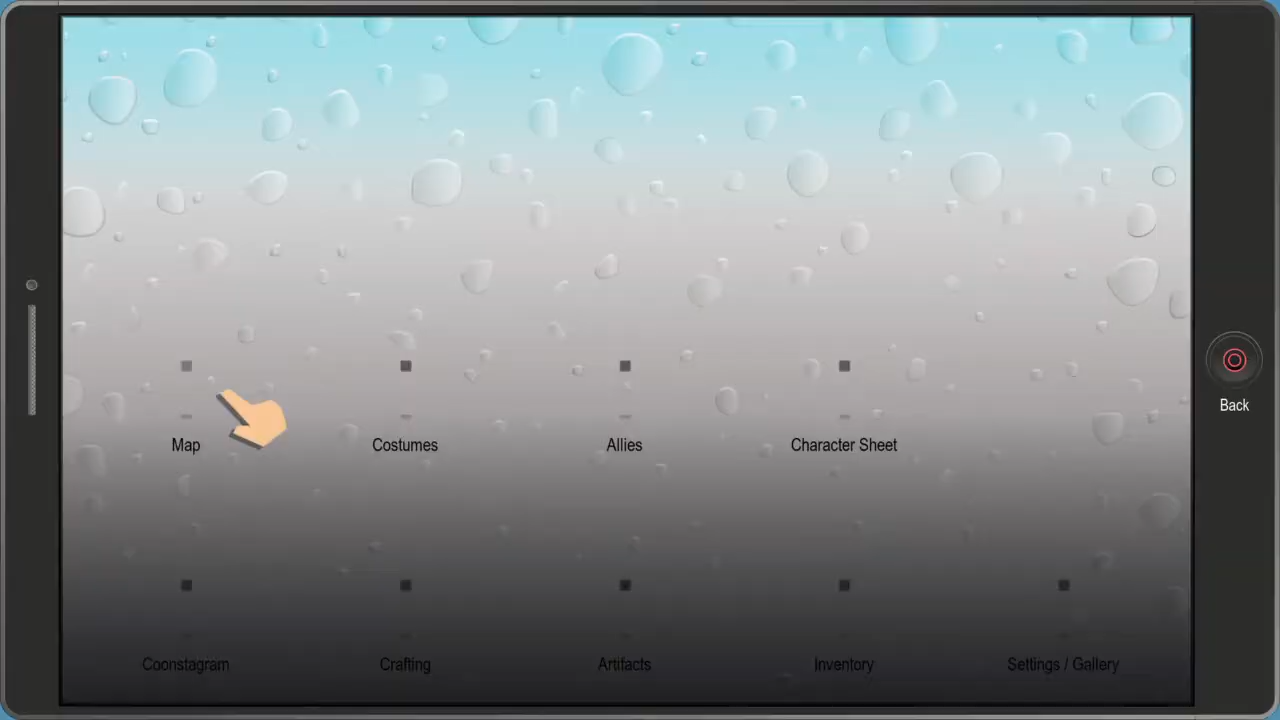 Back
Map
Costumes
Allies
Character Sheet
Coonstagram
Crafting
Artifacts
Inventory
Settings / Gallery